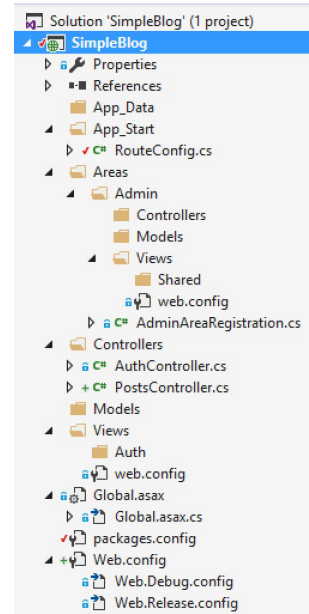 Solution 'SimpleBlog' (1 project)
SimpleBlog
Properties
References
App_Data
App_Start
C# RouteConfig.cs
Areas
Admin
Controllers
Models
Views
Shared
web.config
C# AdminAreaRegistration.cs
Controllers
C# AuthController.cs
C# PostsController.cs
Models
Views
Auth
web.config
Global.asax
Global.asax.cs
packages.config
Web.config
Web.Debug.config
Web.Release.config